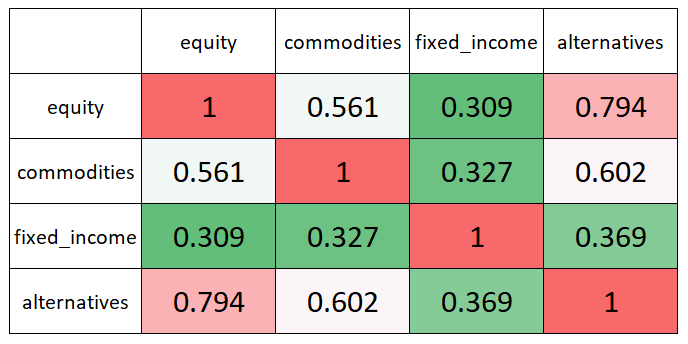 equity commodities fixed_income alternatives
equity 1 0.561 0.309 0.794
commodities 0.561 1 0.327 0.602
fixed_income 0.309 0.327 1 0.369
alternatives 0.794 0.602 0.369 1